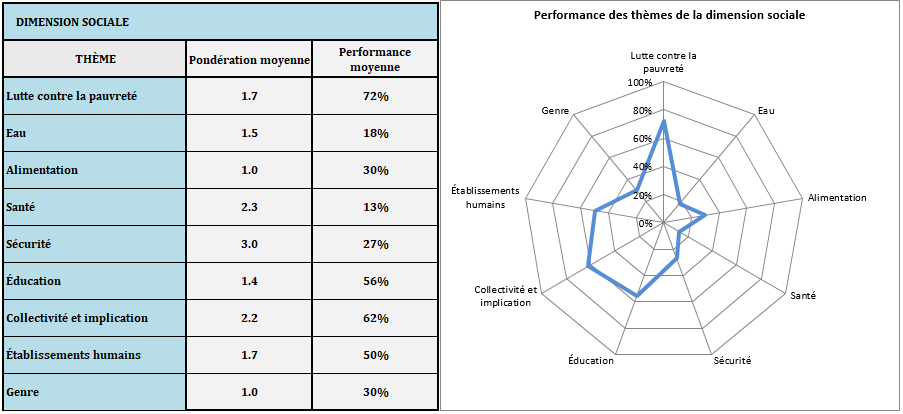 DIMENSION SOCIALE
THÈME Pondération moyenne Performance
moyenne
Lutte contre la pauvreté 1.7 72%
Eau 1.5 18%
Alimentation 1.0 30%
Santé 2.3 13%
Sécurité 3.0 27%
Éducation 1.4 56%
Collectivité et implication 2.2 62%
Établissements humains 1.7 50%
Genre 1.0 30%
Performance des thèmes de la dimension sociale
Lutte contre la
pauvreté
100%
80%
60%
40%
20%
0%
Eau
Alimentation
Santé
Sécurité
Éducation
Collectivité et
implication
Établissements
humains
Genre